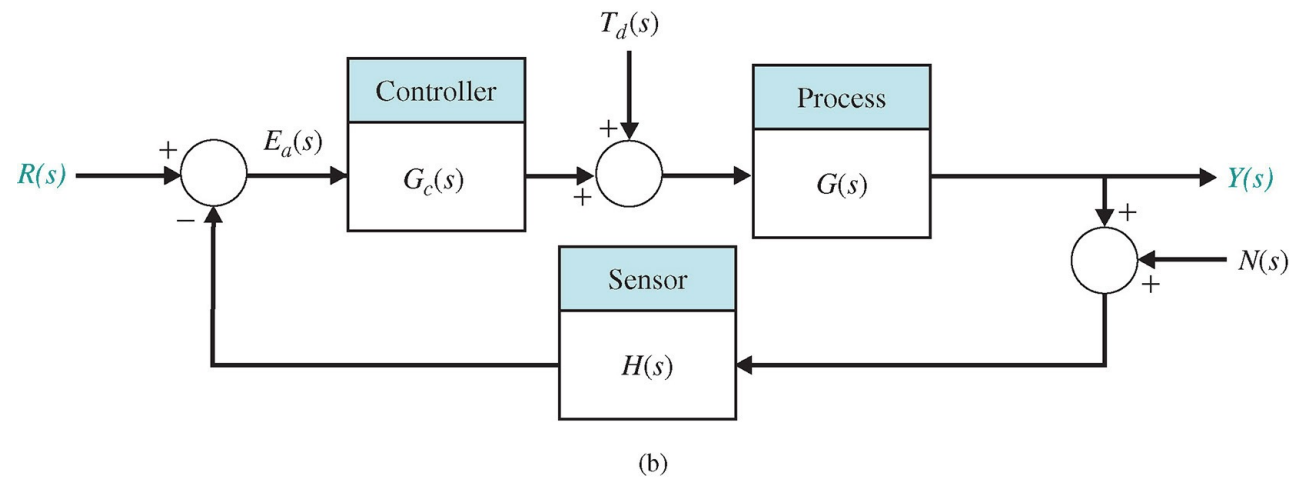 T_d(s)
Controller
Process
+
+
E_a(s)
R(s)
G_c(s)
+
G(s)
Y(s)
−
+
Sensor
N(s)
+
H(s)
(b)